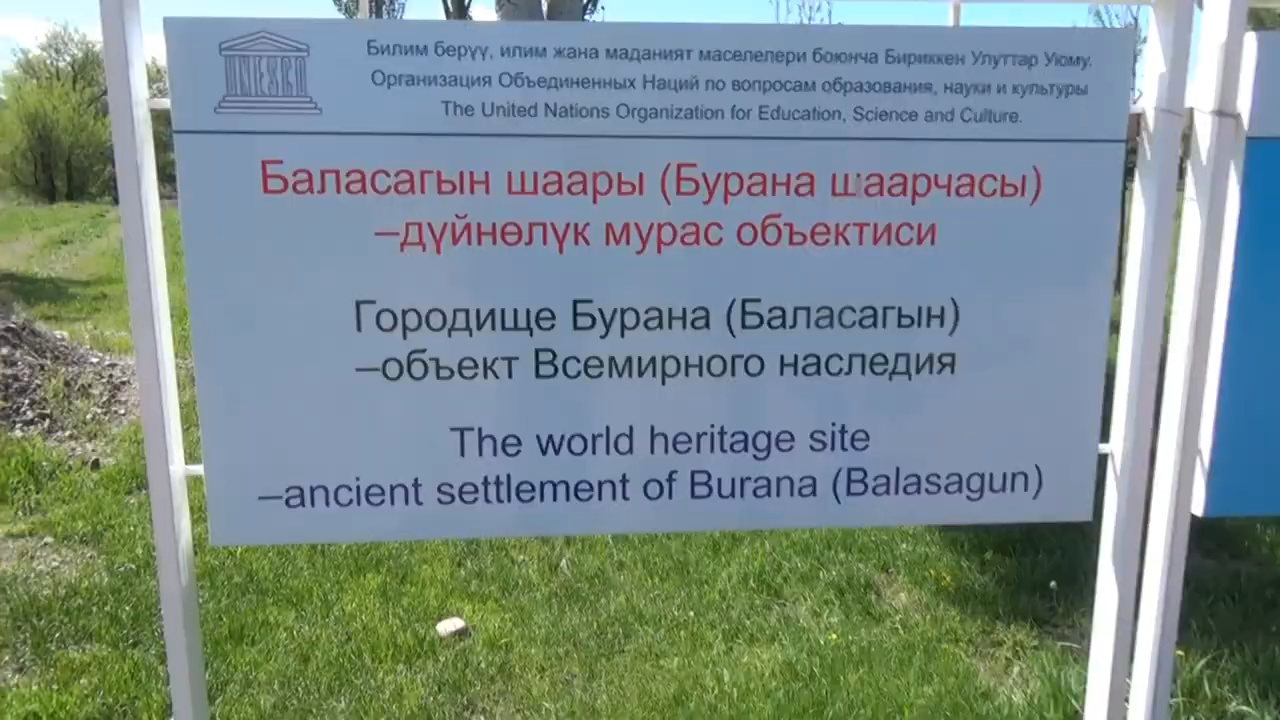 UNESCO
Билим берүү, илим жана маданият маселелери боюнча Бириккен Улуттар Уюму.
Организация Объединенных Наций по вопросам образования, науки и культуры
The United Nations Organization for Education, Science and Culture.
Баласагын шаары (Бурана шаарчасы)
–дүйнөлүк мурас объектиси
Городище Бурана (Баласагын)
–объект Всемирного наследия
The world heritage site
–ancient settlement of Burana (Balasagun)